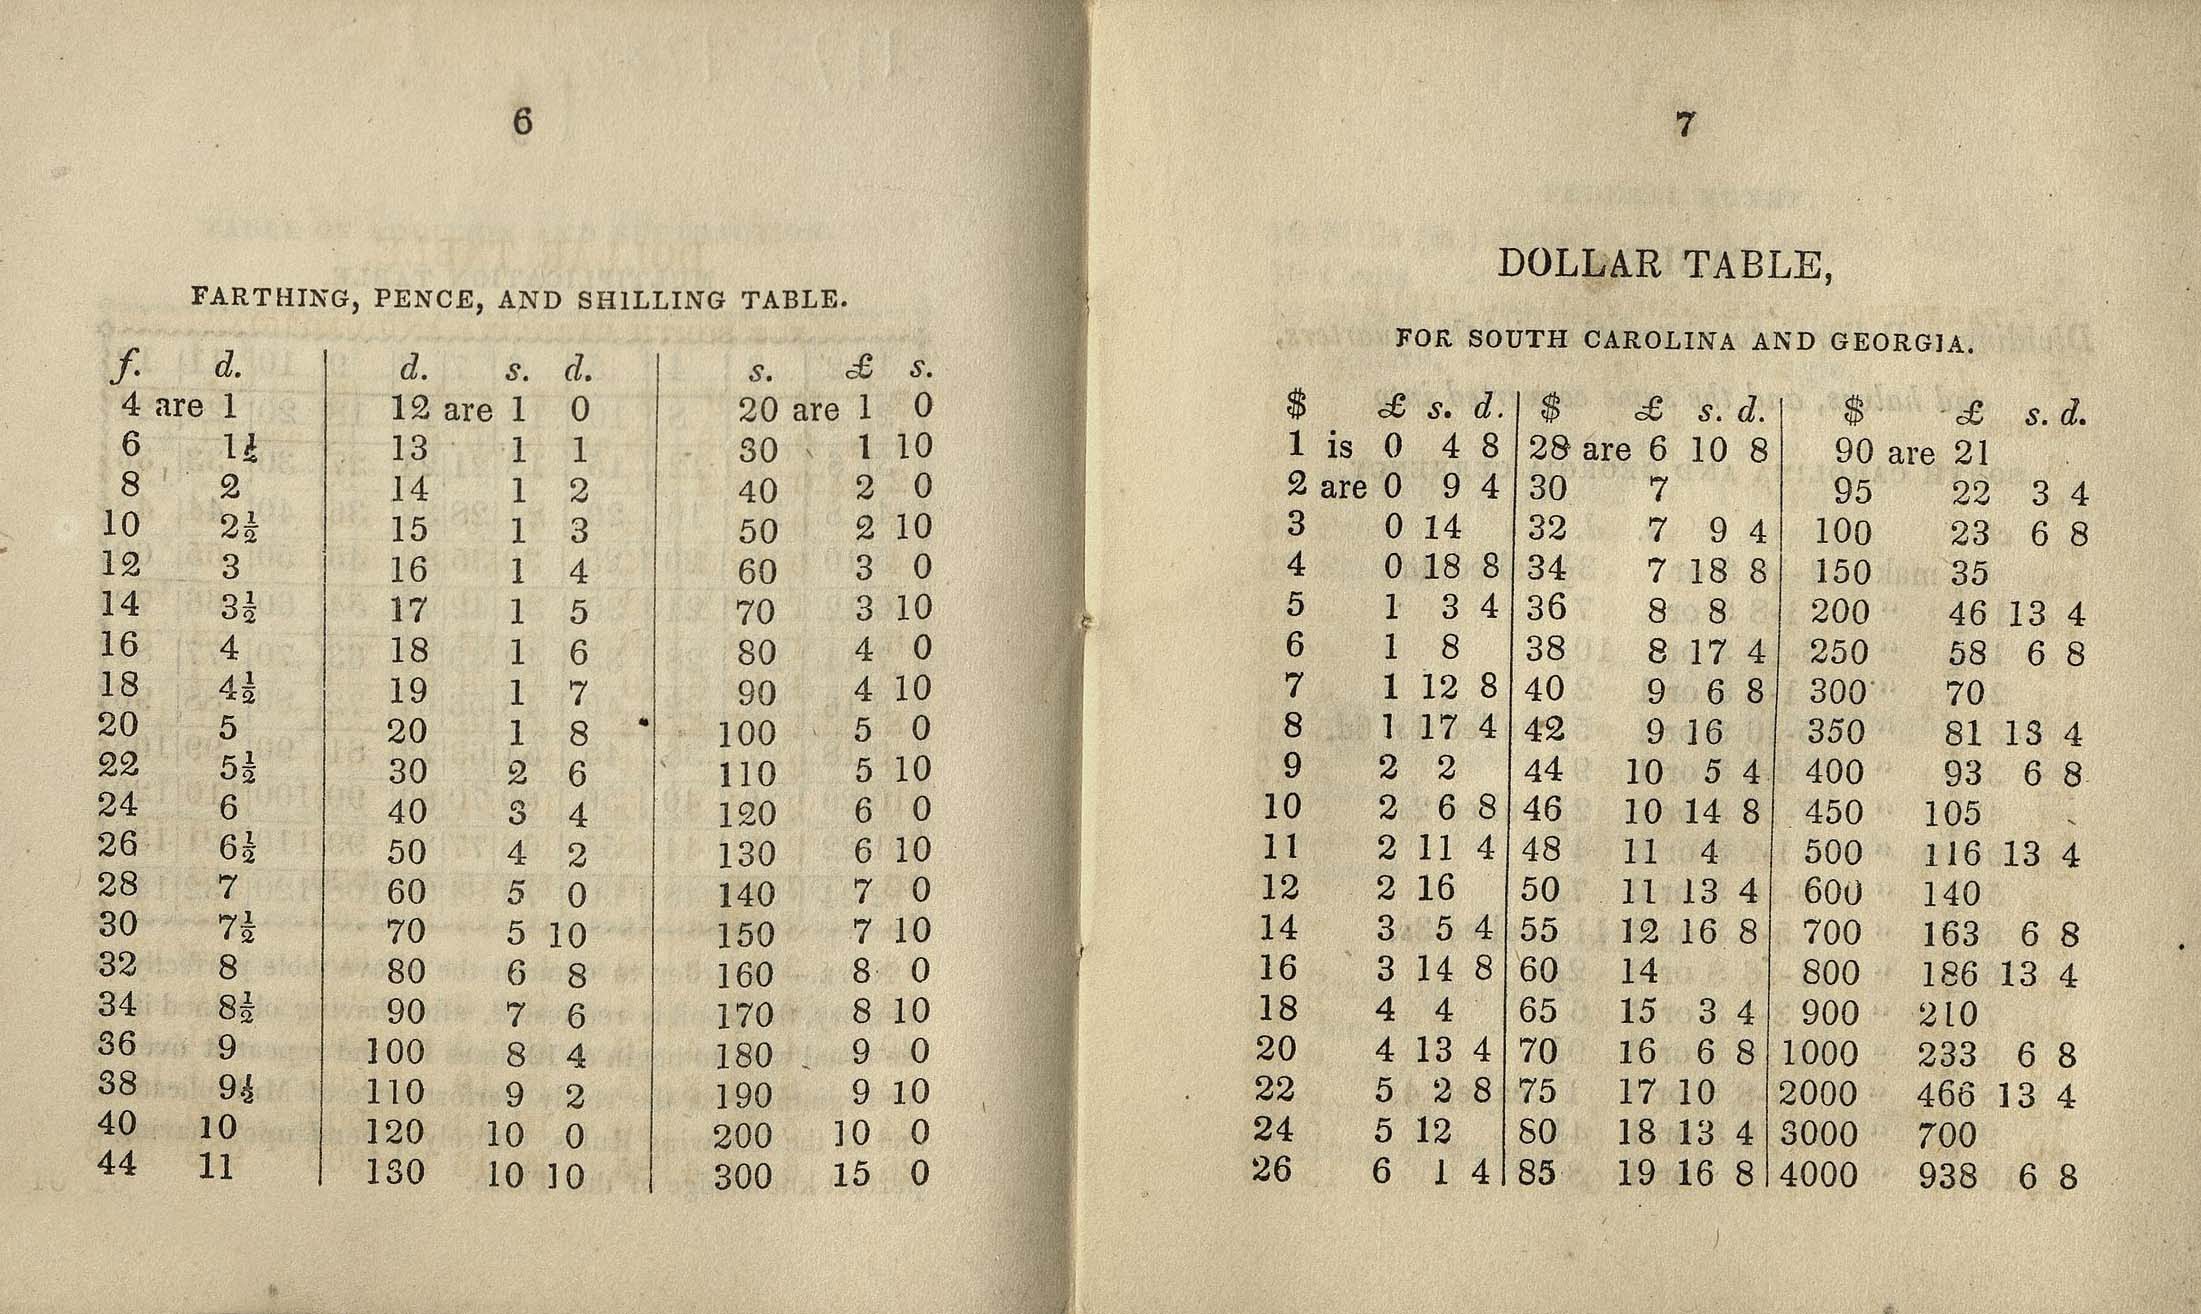 6
FARTHING, PENCE, AND SHILLING TABLE.
f. d. d. s. d. s. £ s.
4 are 1 12 are 1 0 20 are 1 0
6 1½ 13 1 1 30 1 10
8 2 14 1 2 40 2 0
10 2½ 15 1 3 50 2 10
12 3 16 1 4 60 3 0
14 3½ 17 1 5 70 3 10
16 4 18 1 6 80 4 0
18 4½ 19 1 7 90 4 10
20 5 20 1 8 100 5 0
22 5½ 30 2 6 110 5 10
24 6 40 3 4 120 6 0
26 6½ 50 4 2 130 6 10
28 7 60 5 0 140 7 0
30 7½ 70 5 10 150 7 10
32 8 80 6 8 160 8 0
34 8½ 90 7 6 170 8 10
36 9 100 8 4 180 9 0
38 9½ 110 9 2 190 9 10
40 10 120 10 0 200 10 0
44 11 130 10 10 300 15 0
7
DOLLAR TABLE,
FOR SOUTH CAROLINA AND GEORGIA.
$ £ s. d. $ £ s. d. $ £ s. d.
1 is 0 4 8 28 are 6 10 8 90 are 21
2 are 0 9 4 30 7 95 22 3 4
3 0 14 32 7 9 4 100 23 6 8
4 0 18 8 34 7 18 8 150 35
5 1 3 4 36 8 8 200 46 13 4
6 1 8 38 8 17 4 250 58 6 8
7 1 12 8 40 9 6 8 300 70
8 1 17 4 42 9 16 350 81 13 4
9 2 2 44 10 5 4 400 93 6 8
10 2 6 8 46 10 14 8 450 105
11 2 11 4 48 11 4 500 116 13 4
12 2 16 50 11 13 4 600 140
14 3 5 4 55 12 16 8 700 163 6 8
16 3 14 8 60 14 800 186 13 4
18 4 4 65 15 3 4 900 210
20 4 13 4 70 16 6 8 1000 233 6 8
22 5 2 8 75 17 10 2000 466 13 4
24 5 12 80 18 13 4 3000 700
26 6 1 4 85 19 16 8 4000 938 6 8